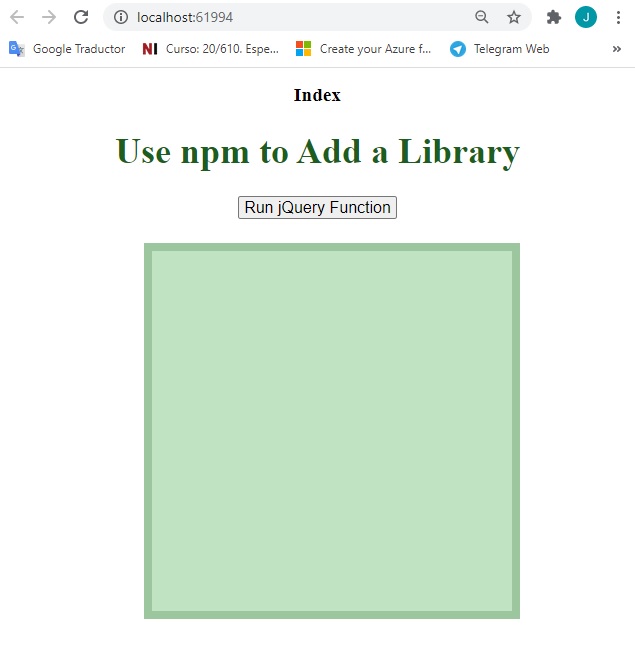 localhost:61994
J
Google Traductor
NI Curso: 20/610. Espe...
Create your Azure f...
Telegram Web
»
Index
Use npm to Add a Library
Run jQuery Function